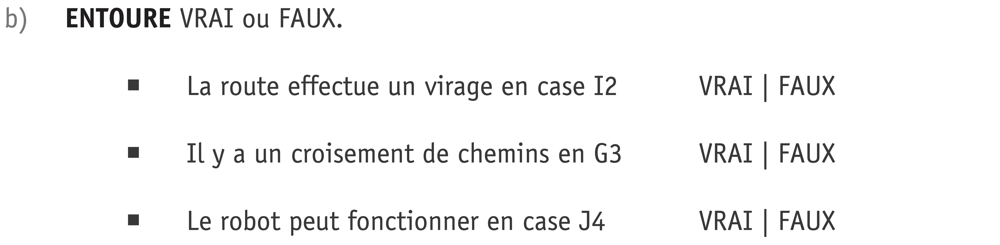 b) ENTOURE VRAI ou FAUX.
■ La route effectue un virage en case I2 VRAI | FAUX
■ Il y a un croisement de chemins en G3 VRAI | FAUX
■ Le robot peut fonctionner en case J4 VRAI | FAUX